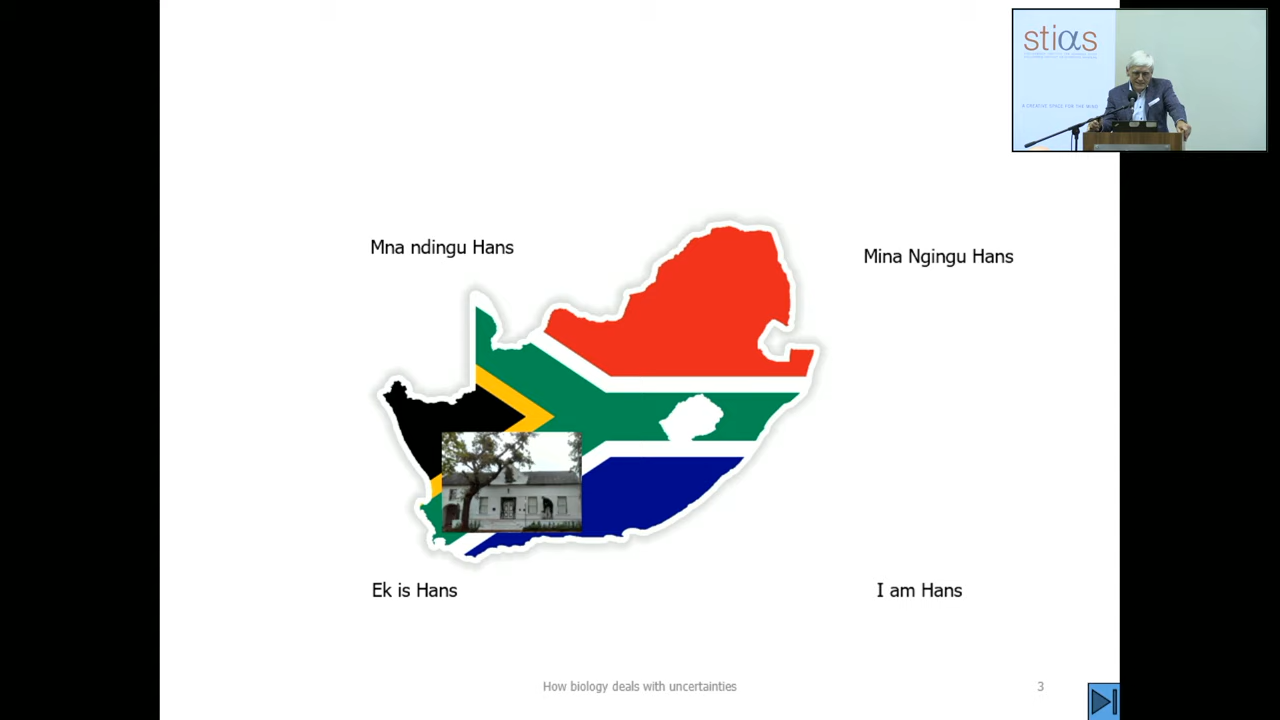 stiαs
A CREATIVE SPACE FOR THE MIND
Mna ndingu Hans
Mina Ngingu Hans
Ek is Hans
I am Hans
How biology deals with uncertainties
3